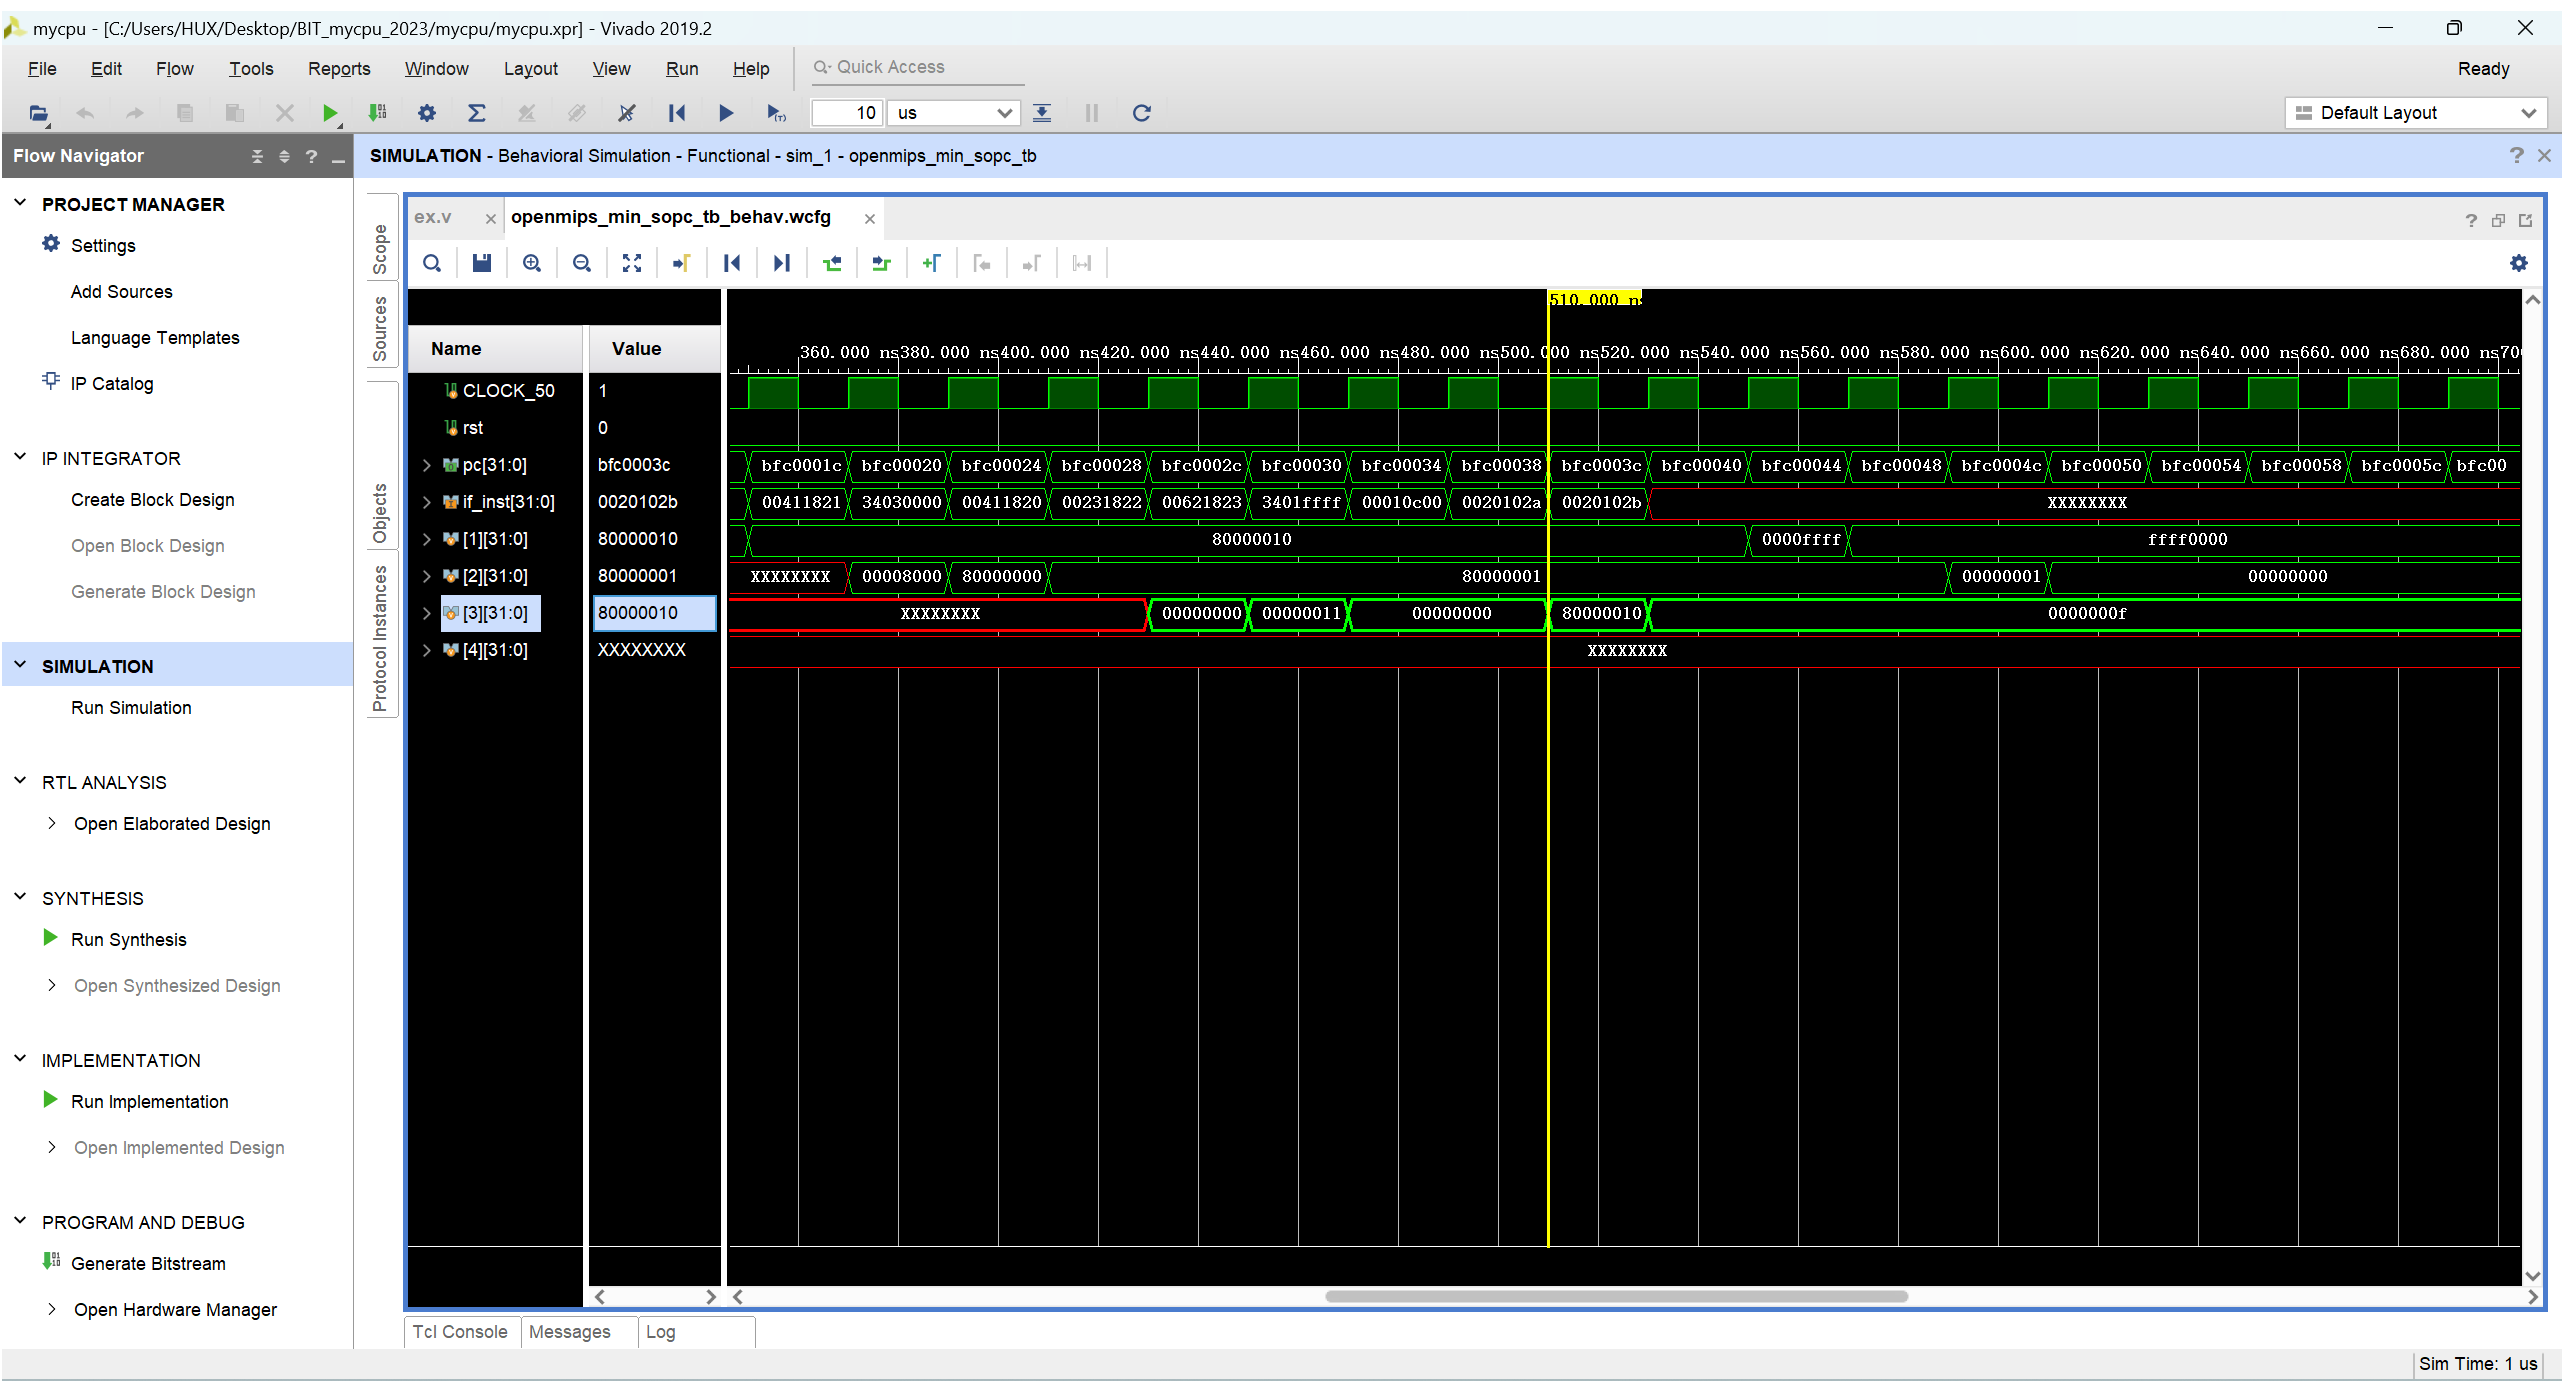 mycpu - [C:/Users/HUX/Desktop/BIT_mycpu_2023/mycpu/mycpu.xpr] - Vivado 2019.2
File Edit Flow Tools Reports Window Layout View Run Help Quick Access Ready
10 us Default Layout
Flow Navigator
SIMULATION - Behavioral Simulation - Functional - sim_1 - openmips_min_sopc_tb
PROJECT MANAGER
Settings
Add Sources
Language Templates
IP Catalog
IP INTEGRATOR
Create Block Design
Open Block Design
Generate Block Design
SIMULATION
Run Simulation
RTL ANALYSIS
Open Elaborated Design
SYNTHESIS
Run Synthesis
Open Synthesized Design
IMPLEMENTATION
Run Implementation
Open Implemented Design
PROGRAM AND DEBUG
Generate Bitstream
Open Hardware Manager
Scope
Sources
Objects
Protocol Instances
ex.v openmips_min_sopc_tb_behav.wcfg
510.000 ns
Name Value 360.000 ns 380.000 ns 400.000 ns 420.000 ns 440.000 ns 460.000 ns 480.000 ns 500.000 ns 520.000 ns 540.000 ns 560.000 ns 580.000 ns 600.000 ns 620.000 ns 640.000 ns 660.000 ns 680.000 ns 700
CLOCK_50 1
rst 0
pc[31:0] bfc0003c bfc0001c bfc00020 bfc00024 bfc00028 bfc0002c bfc00030 bfc00034 bfc00038 bfc0003c bfc00040 bfc00044 bfc00048 bfc0004c bfc00050 bfc00054 bfc00058 bfc0005c bfc00
if_inst[31:0] 0020102b 00411821 34030000 00411820 00231822 00621823 3401ffff 00010c00 0020102a 0020102b XXXXXXXX
[1][31:0] 80000010 80000010 0000ffff ffff0000
[2][31:0] 80000001 XXXXXXXX 00008000 80000000 80000001 00000001 00000000
[3][31:0] 80000010 XXXXXXXX 00000000 00000011 00000000 80000010 0000000f
[4][31:0] XXXXXXXX XXXXXXXX
Tcl Console Messages Log
Sim Time: 1 us